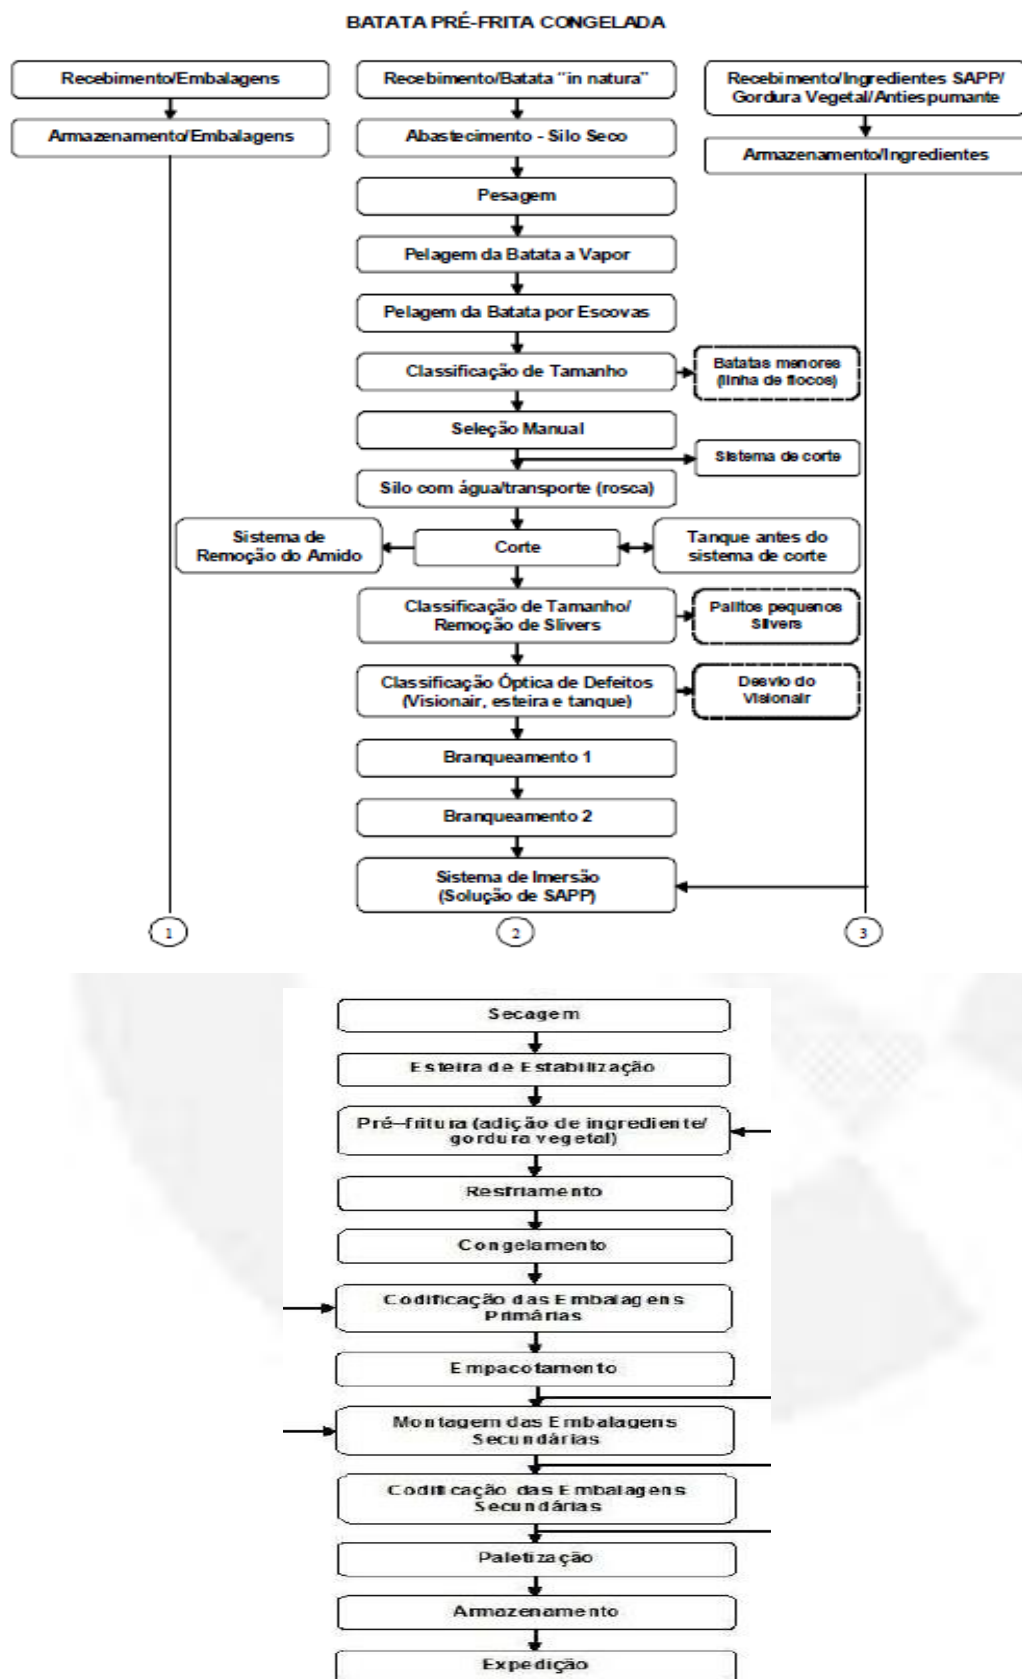 BATATA PRÉ-FRITA CONGELADA
Recebimento/Embalagens
Recebimento/Batata “in natura”
Recebimento/Ingredientes SAPP/
Gordura Vegetal/Antiespumante
Armazenamento/Embalagens
Abastecimento - Silo Seco
Armazenamento/Ingredientes
Pesagem
Pelagem da Batata a Vapor
Pelagem da Batata por Escovas
Classificação de Tamanho
Batatas menores
(linha de flocos)
Seleção Manual
Sistema de corte
Silo com água/transporte (rosca)
Sistema de
Remoção do Amido
Corte
Tanque antes do
sistema de corte
Classificação de Tamanho/
Remoção de Slivers
Palitos pequenos
Slivers
Classificação Óptica de Defeitos
(Visionair, esteira e tanque)
Desvio do
Visionair
Branqueamento 1
Branqueamento 2
Sistema de Imersão
(Solução de SAPP)
1
2
3
Secagem
Esteira de Estabilização
Pré-fritura (adição de ingrediente/
gordura vegetal)
Resfriamento
Congelamento
Codificação das Embalagens
Primárias
Empacotamento
Montagem das Embalagens
Secundárias
Codificação das Embalagens
Secundárias
Paletização
Armazenamento
Expedição